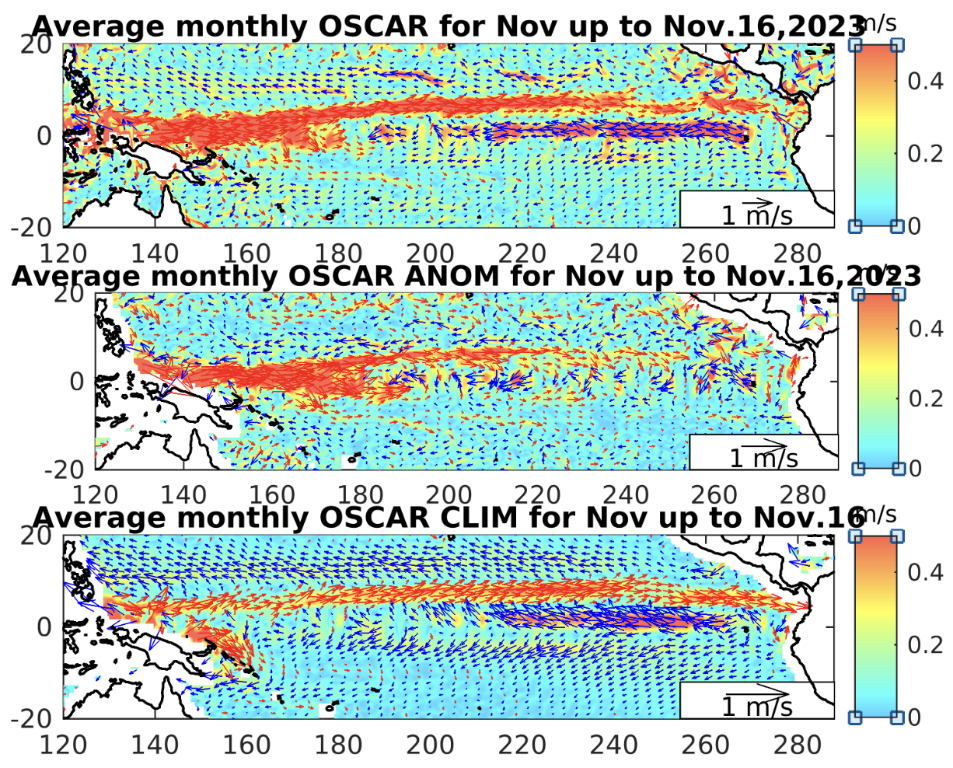 Average monthly OSCAR for Nov up to Nov.16,2023
m/s
20
0
-20
120 140 160 180 200 220 240 260 280
1 m/s
0.4
0.2
0
Average monthly OSCAR ANOM for Nov up to Nov.16,2023
m/s
20
0
-20
120 140 160 180 200 220 240 260 280
1 m/s
0.4
0.2
0
Average monthly OSCAR CLIM for Nov up to Nov.16
m/s
20
0
-20
120 140 160 180 200 220 240 260 280
1 m/s
0.4
0.2
0